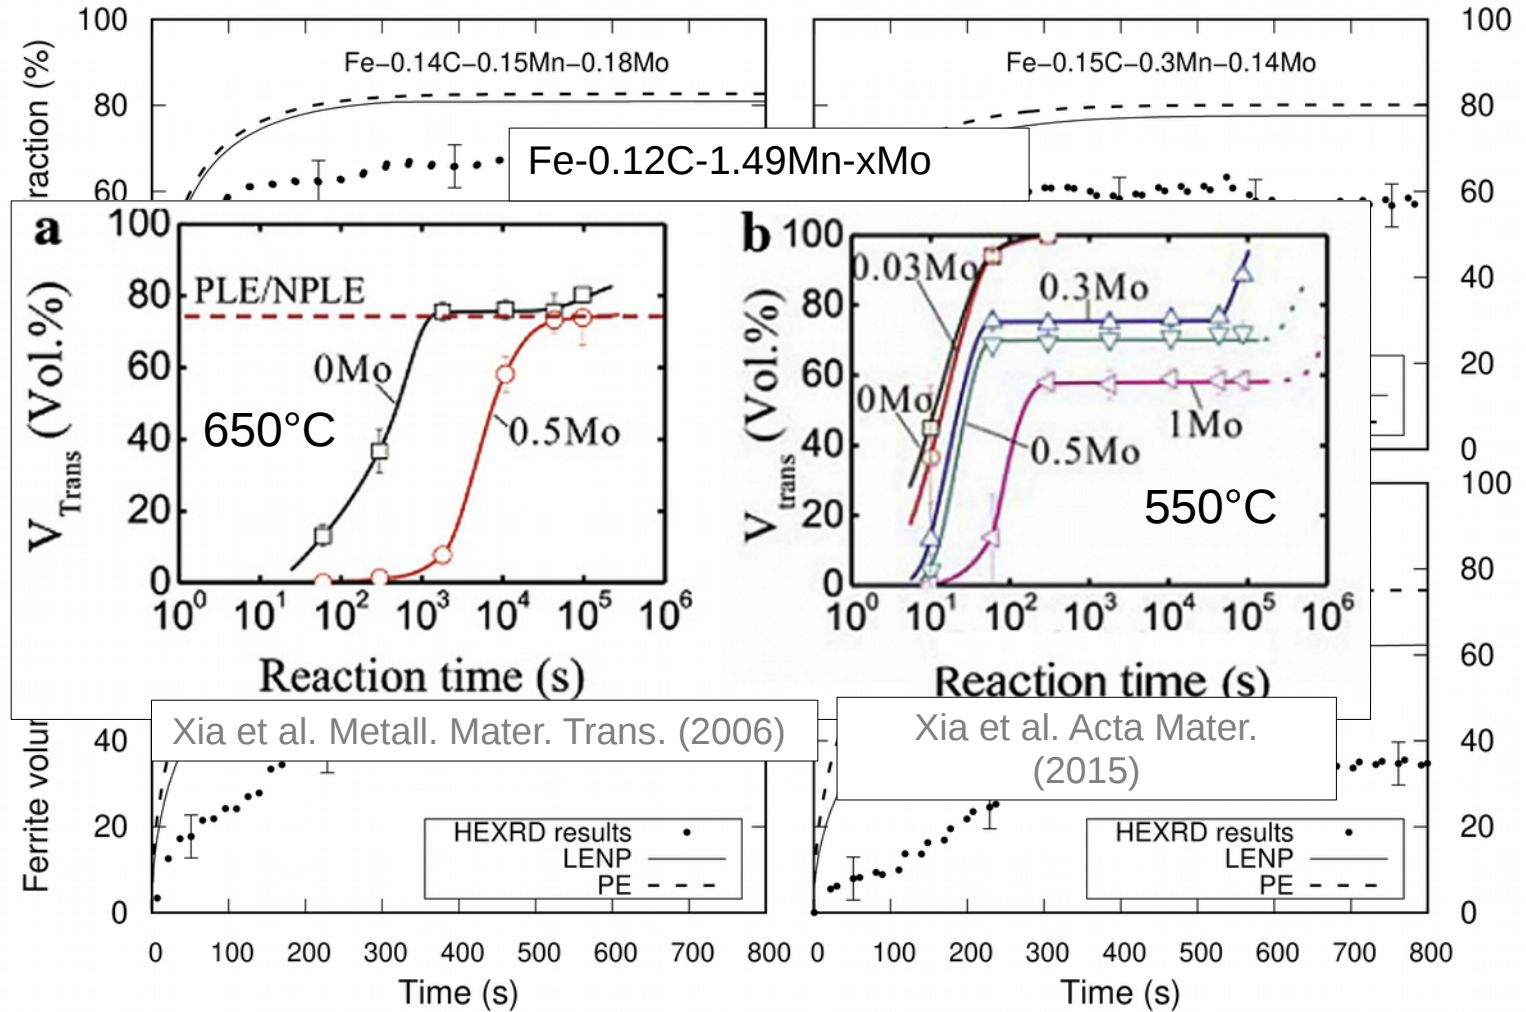 100
80
60
raction (%)
Fe−0.14C−0.15Mn−0.18Mo
Fe−0.15C−0.3Mn−0.14Mo
100
80
60
40
20
0
Fe-0.12C-1.49Mn-xMo
a
100
80
60
40
20
0
V Trans (Vol.%)
PLE/NPLE
0Mo
650°C
0.5Mo
10^0 10^1 10^2 10^3 10^4 10^5 10^6
Reaction time (s)
b
100
80
60
40
20
0
V trans (Vol.%)
0.03Mo
0.3Mo
0Mo
0.5Mo
1Mo
550°C
10^0 10^1 10^2 10^3 10^4 10^5 10^6
Reaction time (s)
Xia et al. Metall. Mater. Trans. (2006)
Xia et al. Acta Mater.
(2015)
40
20
0
Ferrite volu
HEXRD results
LENP
PE
0 100 200 300 400 500 600 700 800
Time (s)
100
80
60
40
20
0
HEXRD results
LENP
PE
0 100 200 300 400 500 600 700 800
Time (s)